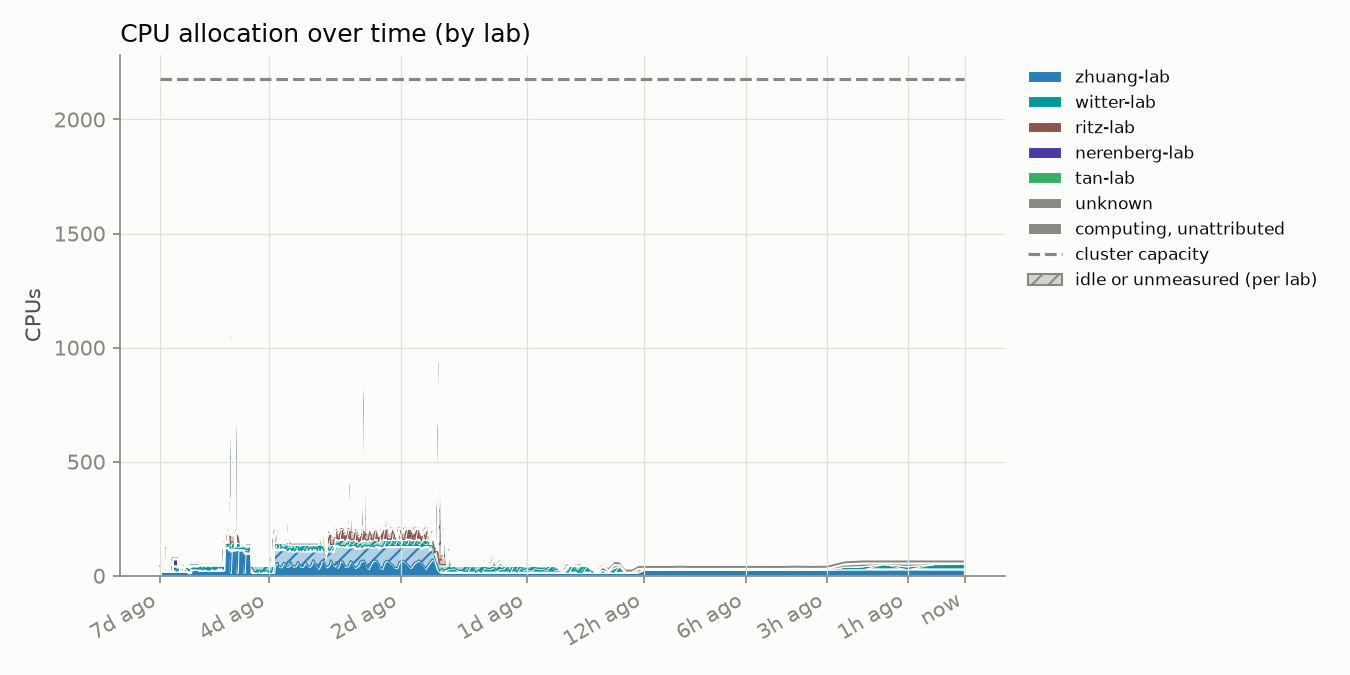 CPU allocation over time (by lab)
CPUs
2000
1500
1000
500
0
7d ago
4d ago
2d ago
1d ago
12h ago
6h ago
3h ago
1h ago
now
zhuang-lab
witter-lab
ritz-lab
nerenberg-lab
tan-lab
unknown
computing, unattributed
cluster capacity
idle or unmeasured (per lab)